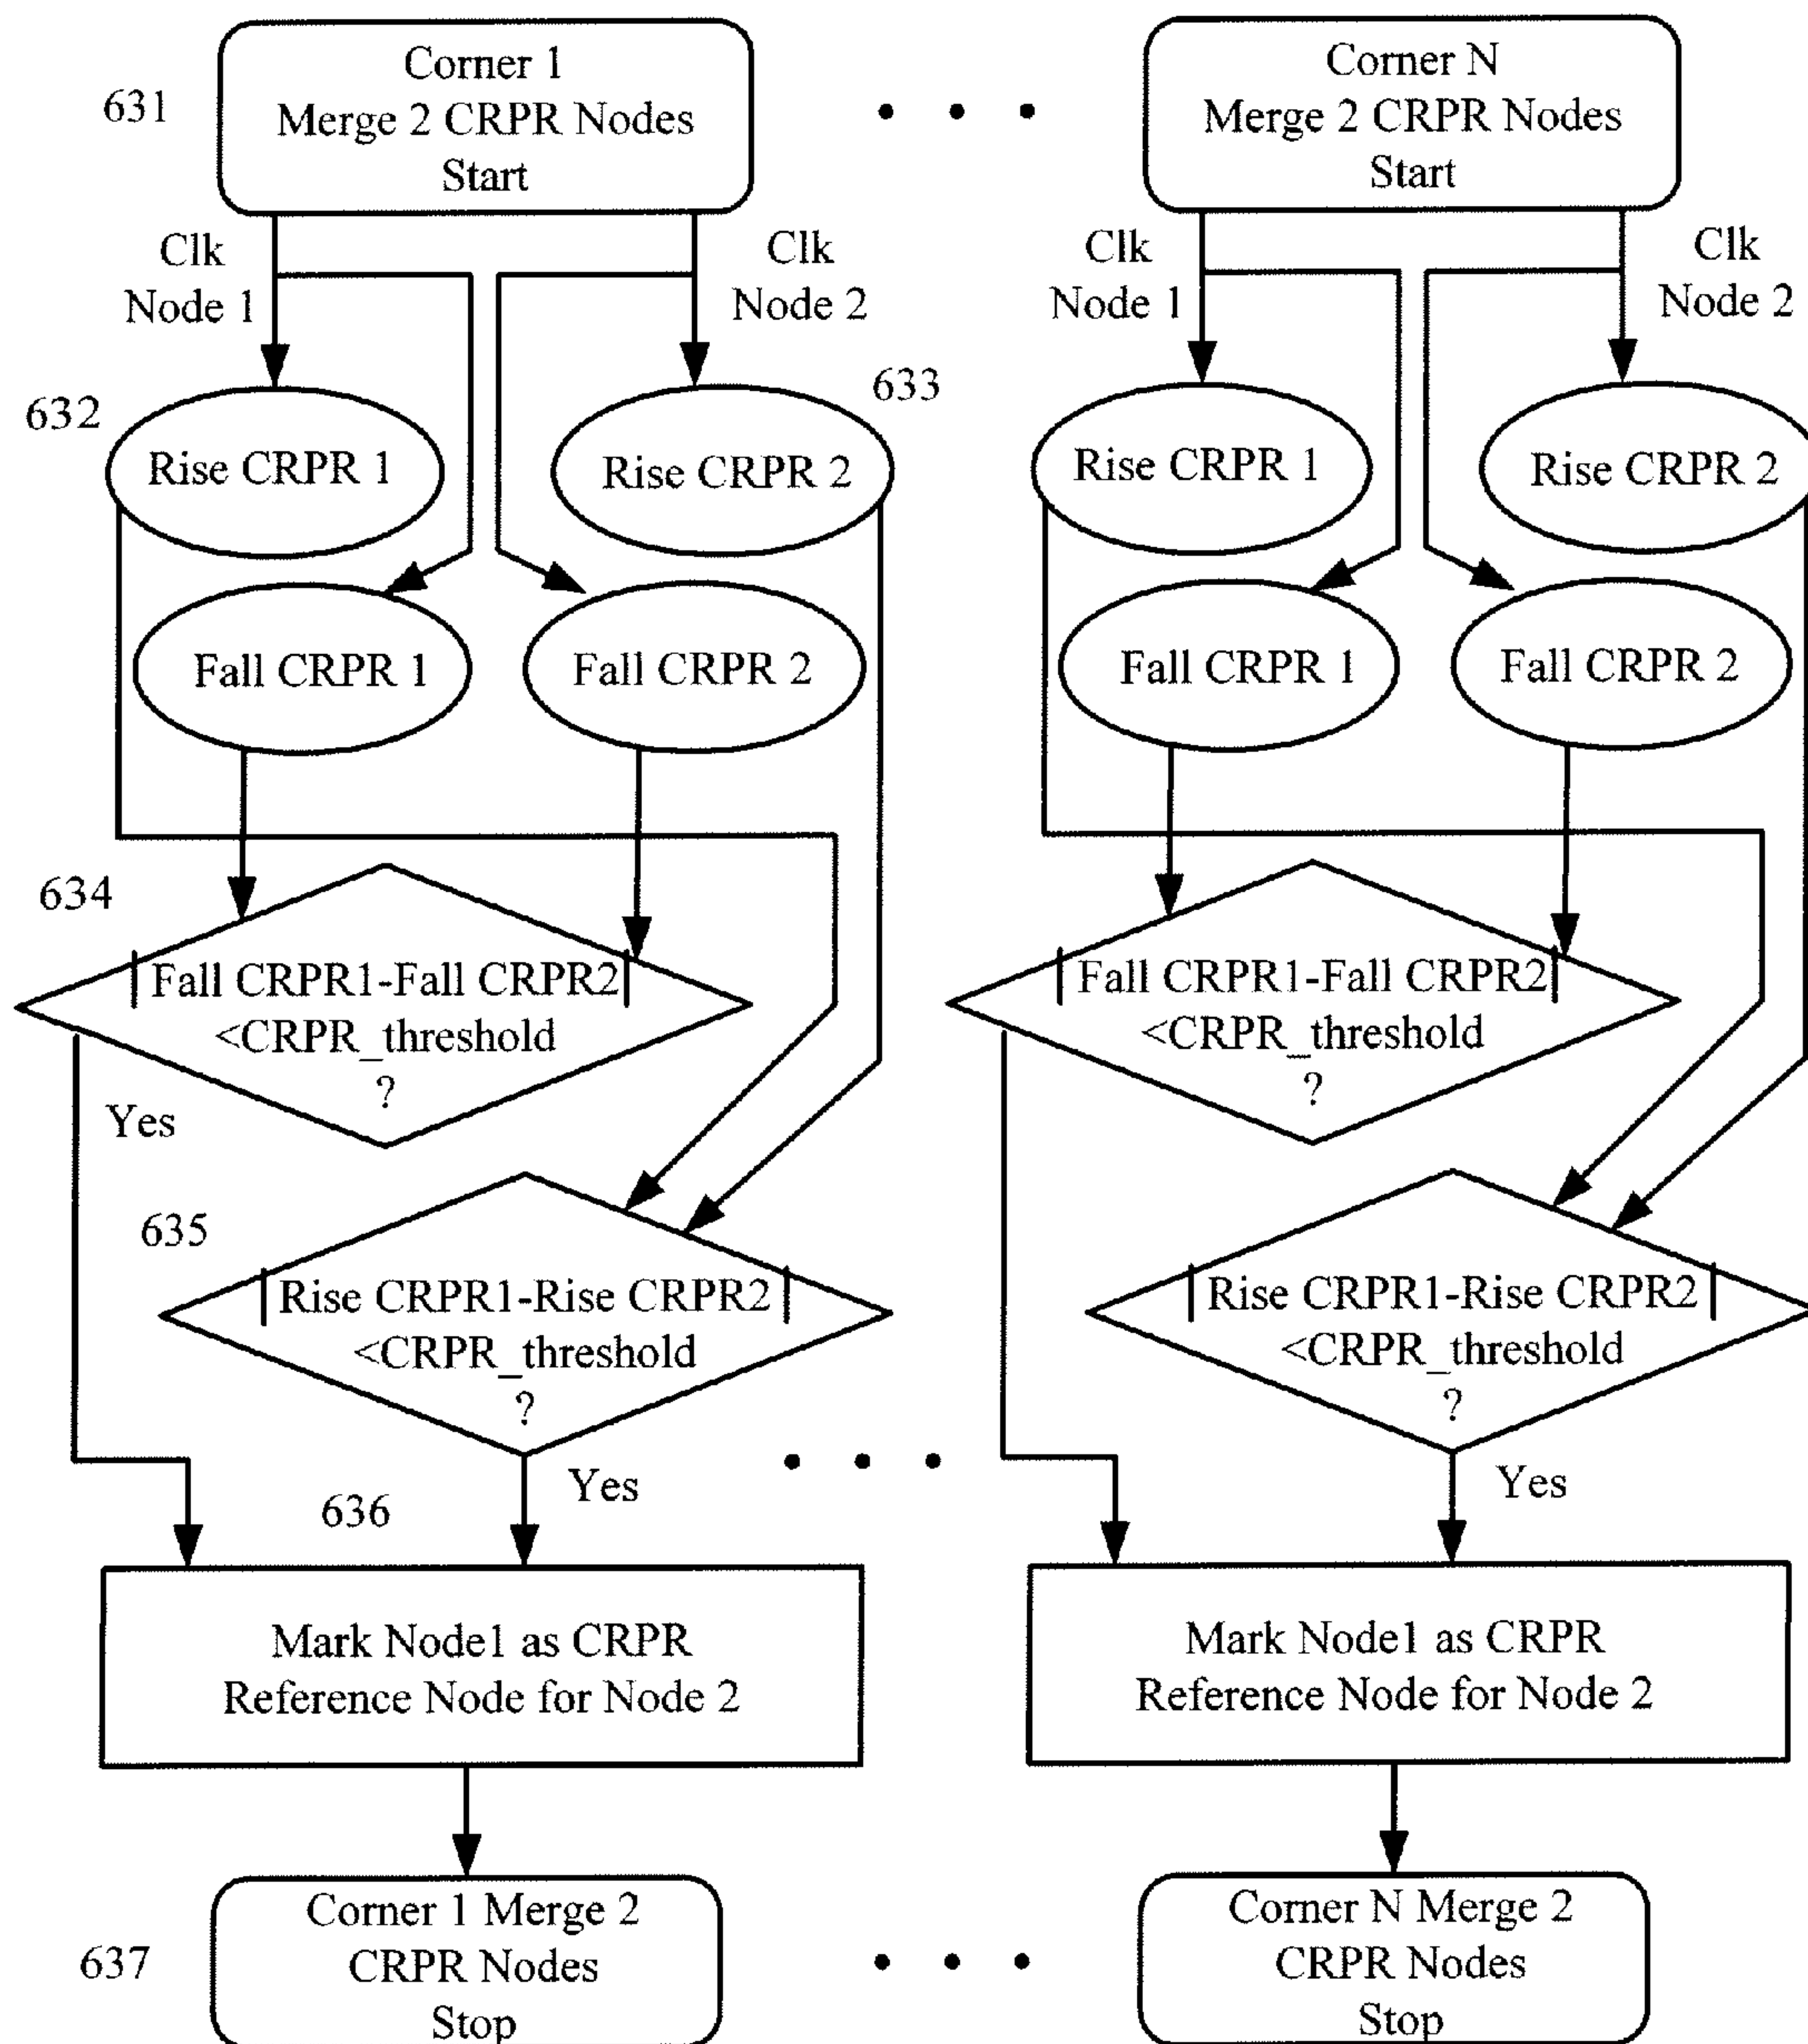 631
Corner 1
Merge 2 CRPR Nodes
Start
Corner N
Merge 2 CRPR Nodes
Start
Clk
Node 1
Clk
Node 2
Clk
Node 1
Clk
Node 2
632
Rise CRPR 1
Rise CRPR 2
633
Rise CRPR 1
Rise CRPR 2
Fall CRPR 1
Fall CRPR 2
Fall CRPR 1
Fall CRPR 2
634
| Fall CRPR1-Fall CRPR2|
<CRPR_threshold
?
Yes
| Fall CRPR1-Fall CRPR2|
<CRPR_threshold
?
635
| Rise CRPR1-Rise CRPR2 |
<CRPR_threshold
?
Yes
| Rise CRPR1-Rise CRPR2 |
<CRPR_threshold
?
Yes
636
Mark Node1 as CRPR
Reference Node for Node 2
Mark Node1 as CRPR
Reference Node for Node 2
637
Corner 1 Merge 2
CRPR Nodes
Stop
Corner N Merge 2
CRPR Nodes
Stop